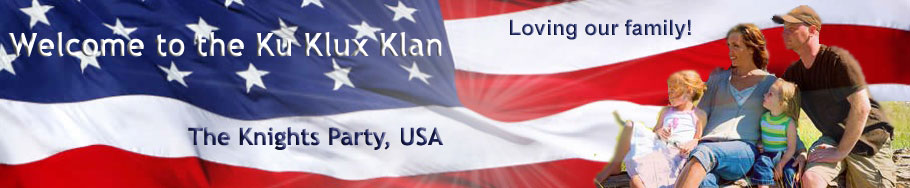 Welcome to the Ku Klux Klan
Loving our family!
The Knights Party, USA